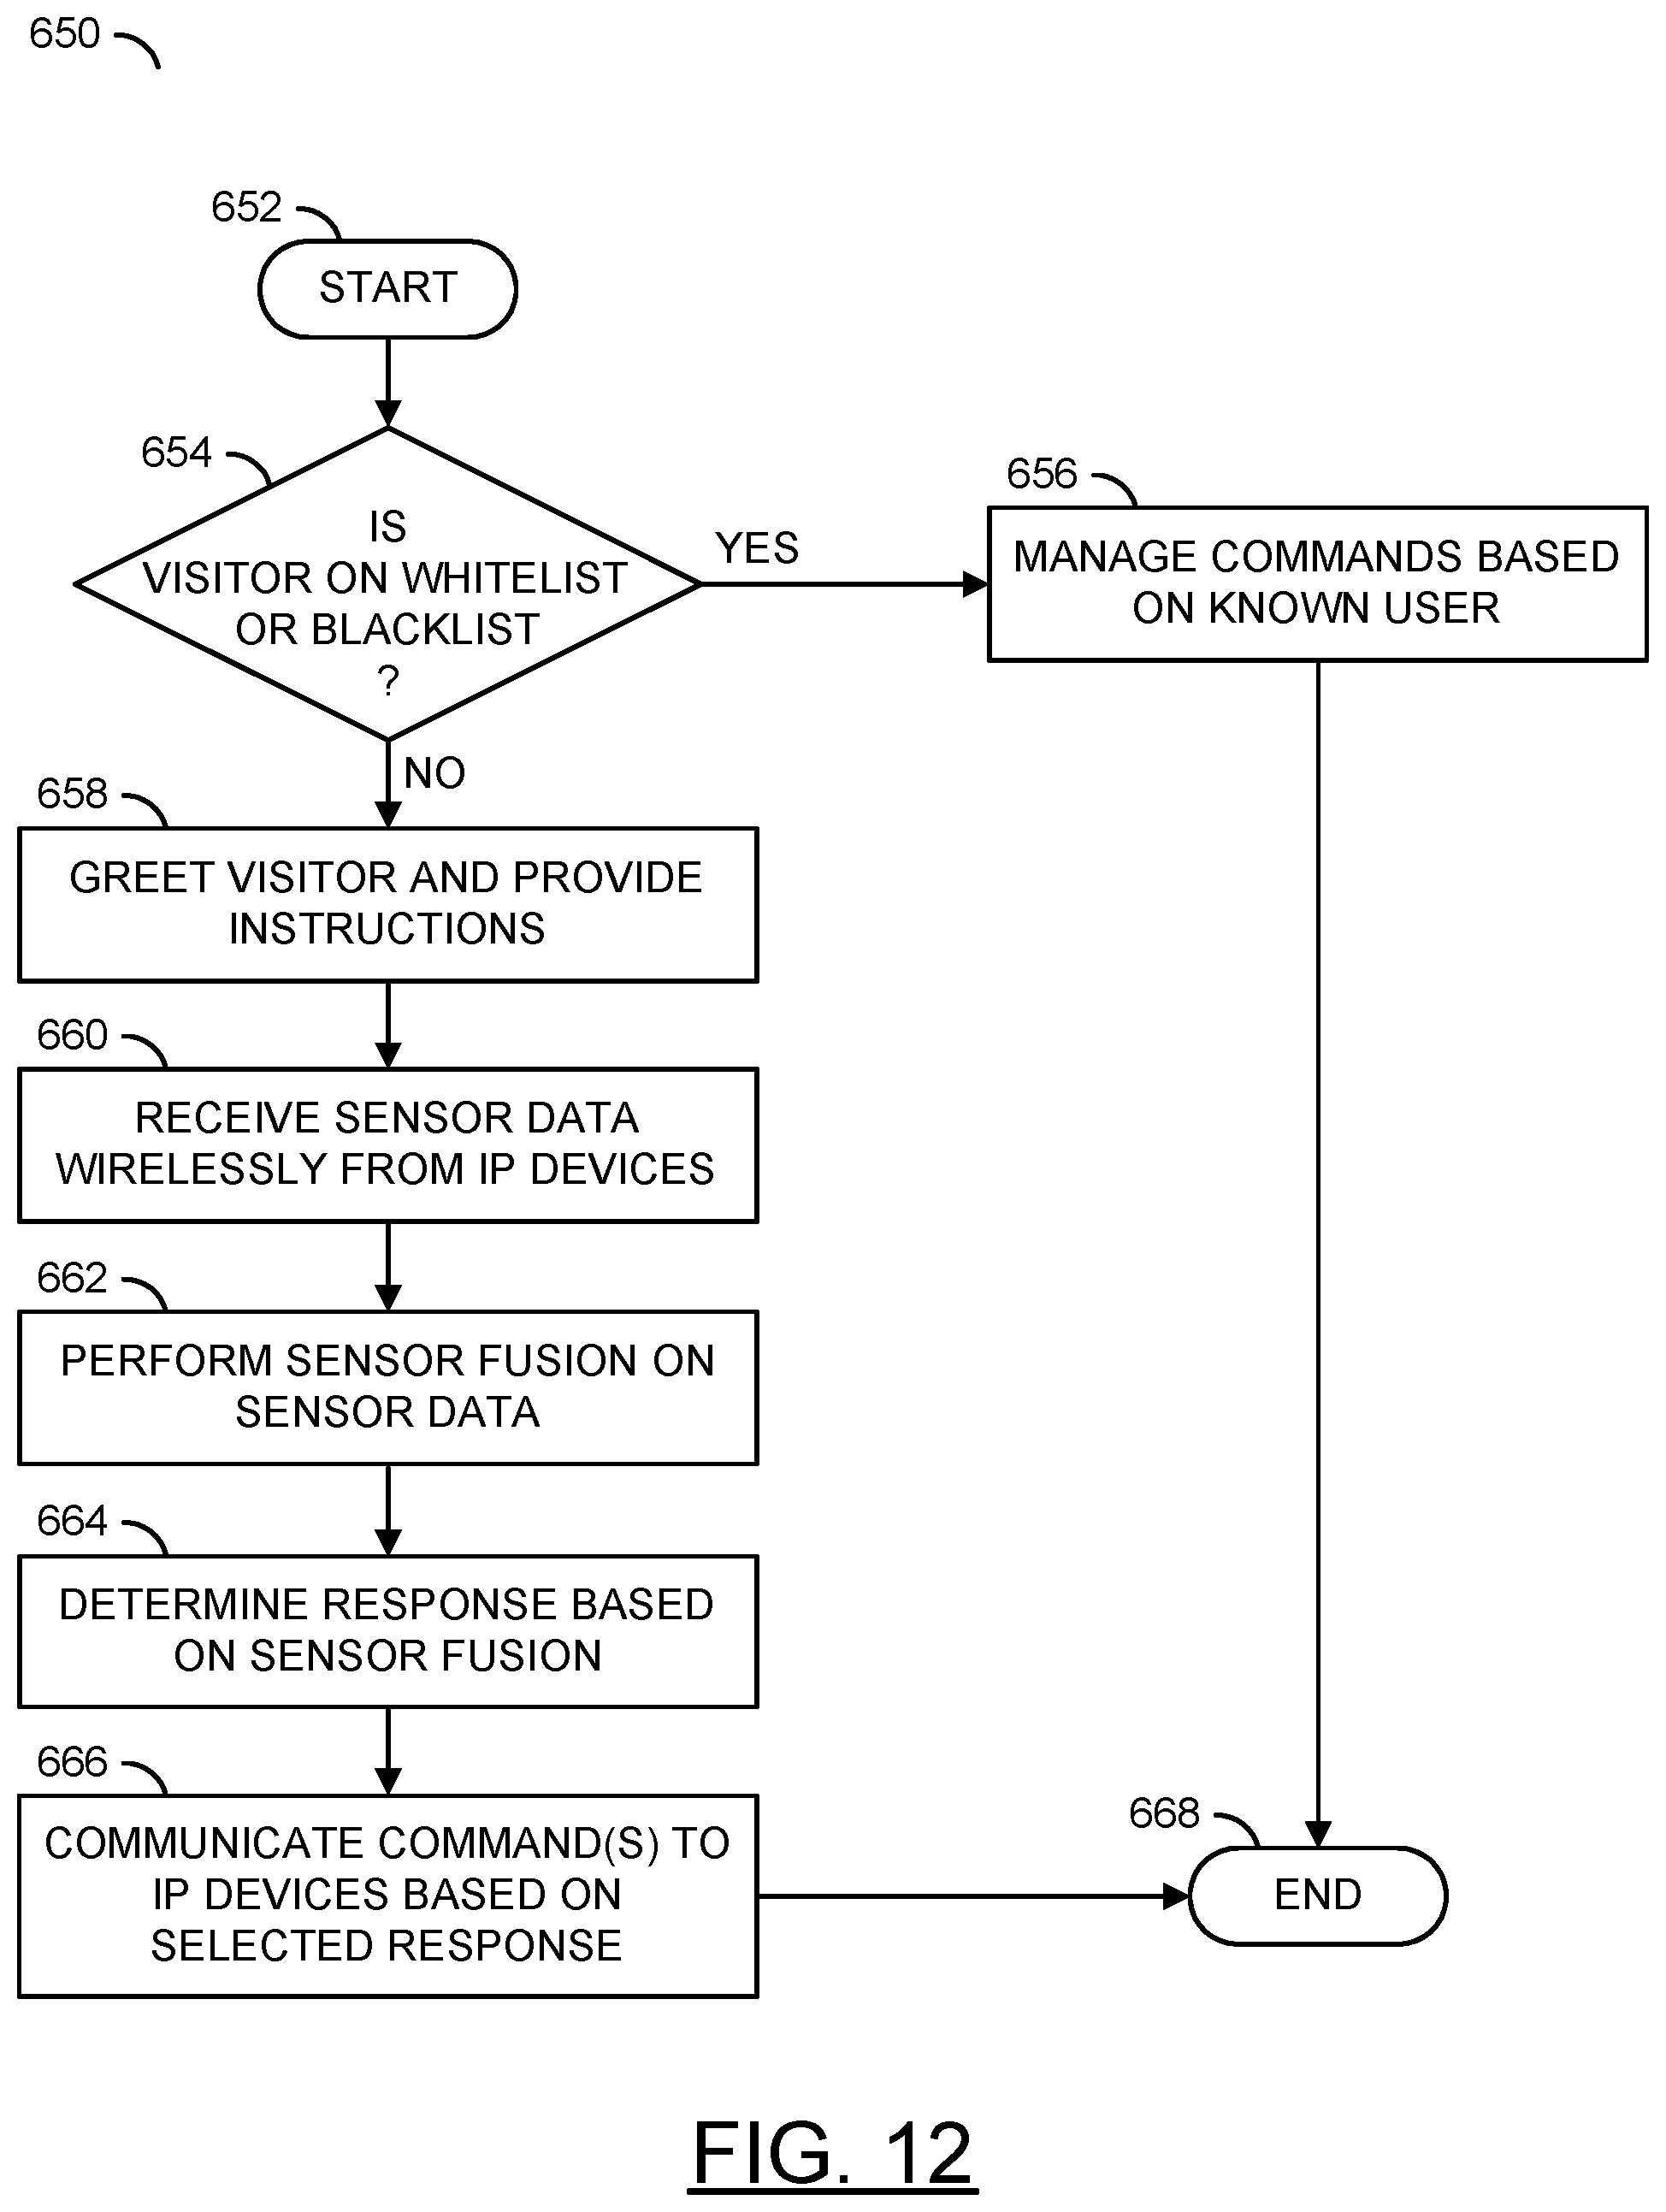 650
652
START
654
IS
VISITOR ON WHITELIST
OR BLACKLIST
?
YES
656
MANAGE COMMANDS BASED
ON KNOWN USER
NO
658
GREET VISITOR AND PROVIDE
INSTRUCTIONS
660
RECEIVE SENSOR DATA
WIRELESSLY FROM IP DEVICES
662
PERFORM SENSOR FUSION ON
SENSOR DATA
664
DETERMINE RESPONSE BASED
ON SENSOR FUSION
666
COMMUNICATE COMMAND(S) TO
IP DEVICES BASED ON
SELECTED RESPONSE
668
END
FIG. 12